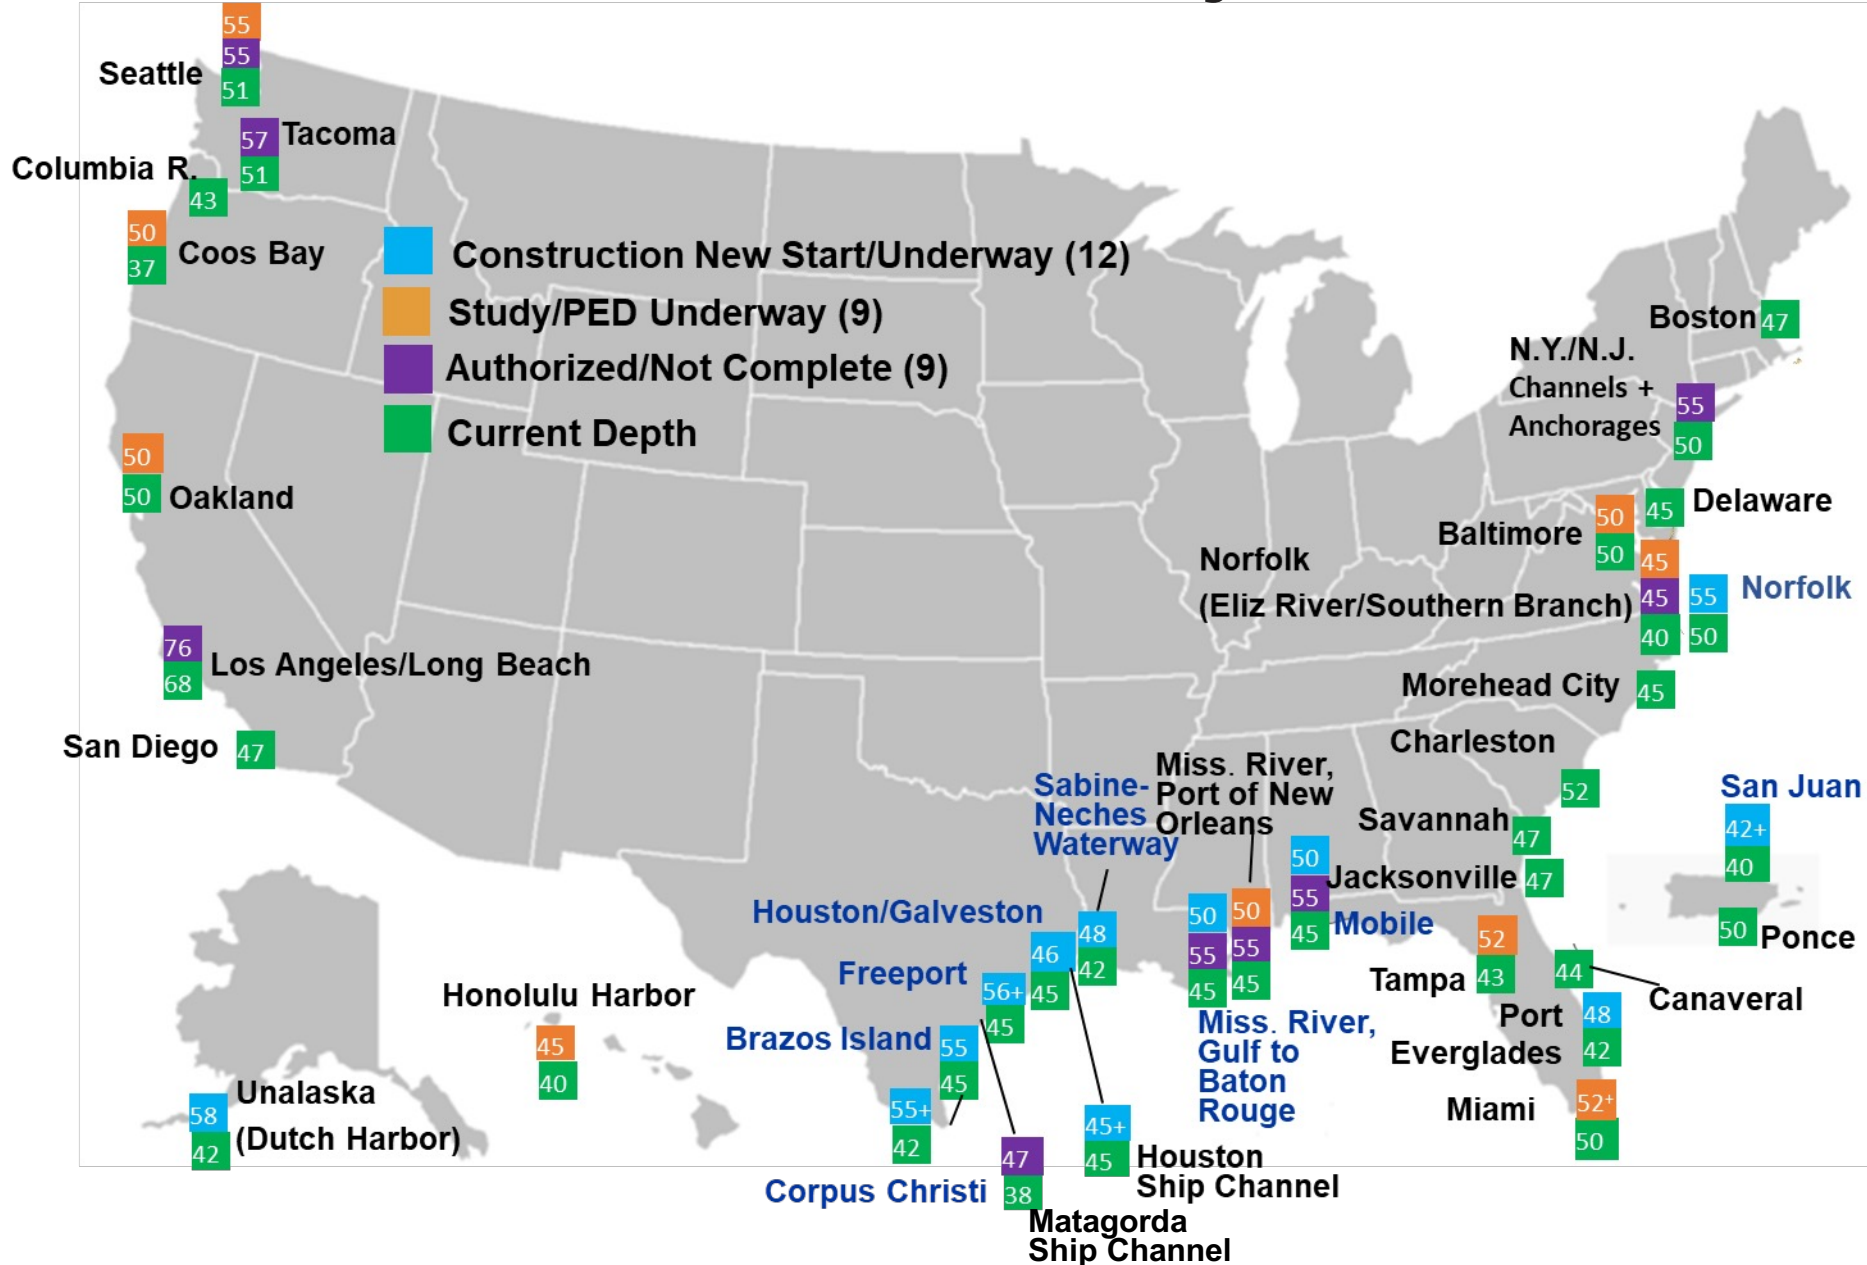 55
55
51
Seattle
57
51
Tacoma
Columbia R.
43
50
37
Coos Bay
Construction New Start/Underway (12)
Study/PED Underway (9)
Authorized/Not Complete (9)
Current Depth
50
50
Oakland
76
68
Los Angeles/Long Beach
San Diego
47
Boston
47
N.Y./N.J.
Channels +
Anchorages
55
50
45
Delaware
Baltimore
50
50
Norfolk
(Eliz River/Southern Branch)
45
45
40
55
50
Norfolk
Morehead City
45
Charleston
52
Savannah
47
Jacksonville
47
San Juan
42+
40
50
Ponce
Sabine-
Neches
Waterway
48
42
Miss. River,
Port of New
Orleans
50
55
45
50
55
45
Miss. River,
Gulf to
Baton
Rouge
50
55
45
Mobile
Tampa
52
43
44
Canaveral
Port
Everglades
48
42
Miami
52+
50
Houston/Galveston
46
45
Freeport
56+
45
Brazos Island
55
45
55+
42
Corpus Christi
47
38
Matagorda
Ship Channel
45+
45
Houston
Ship Channel
Honolulu Harbor
45
40
Unalaska
(Dutch Harbor)
58
42